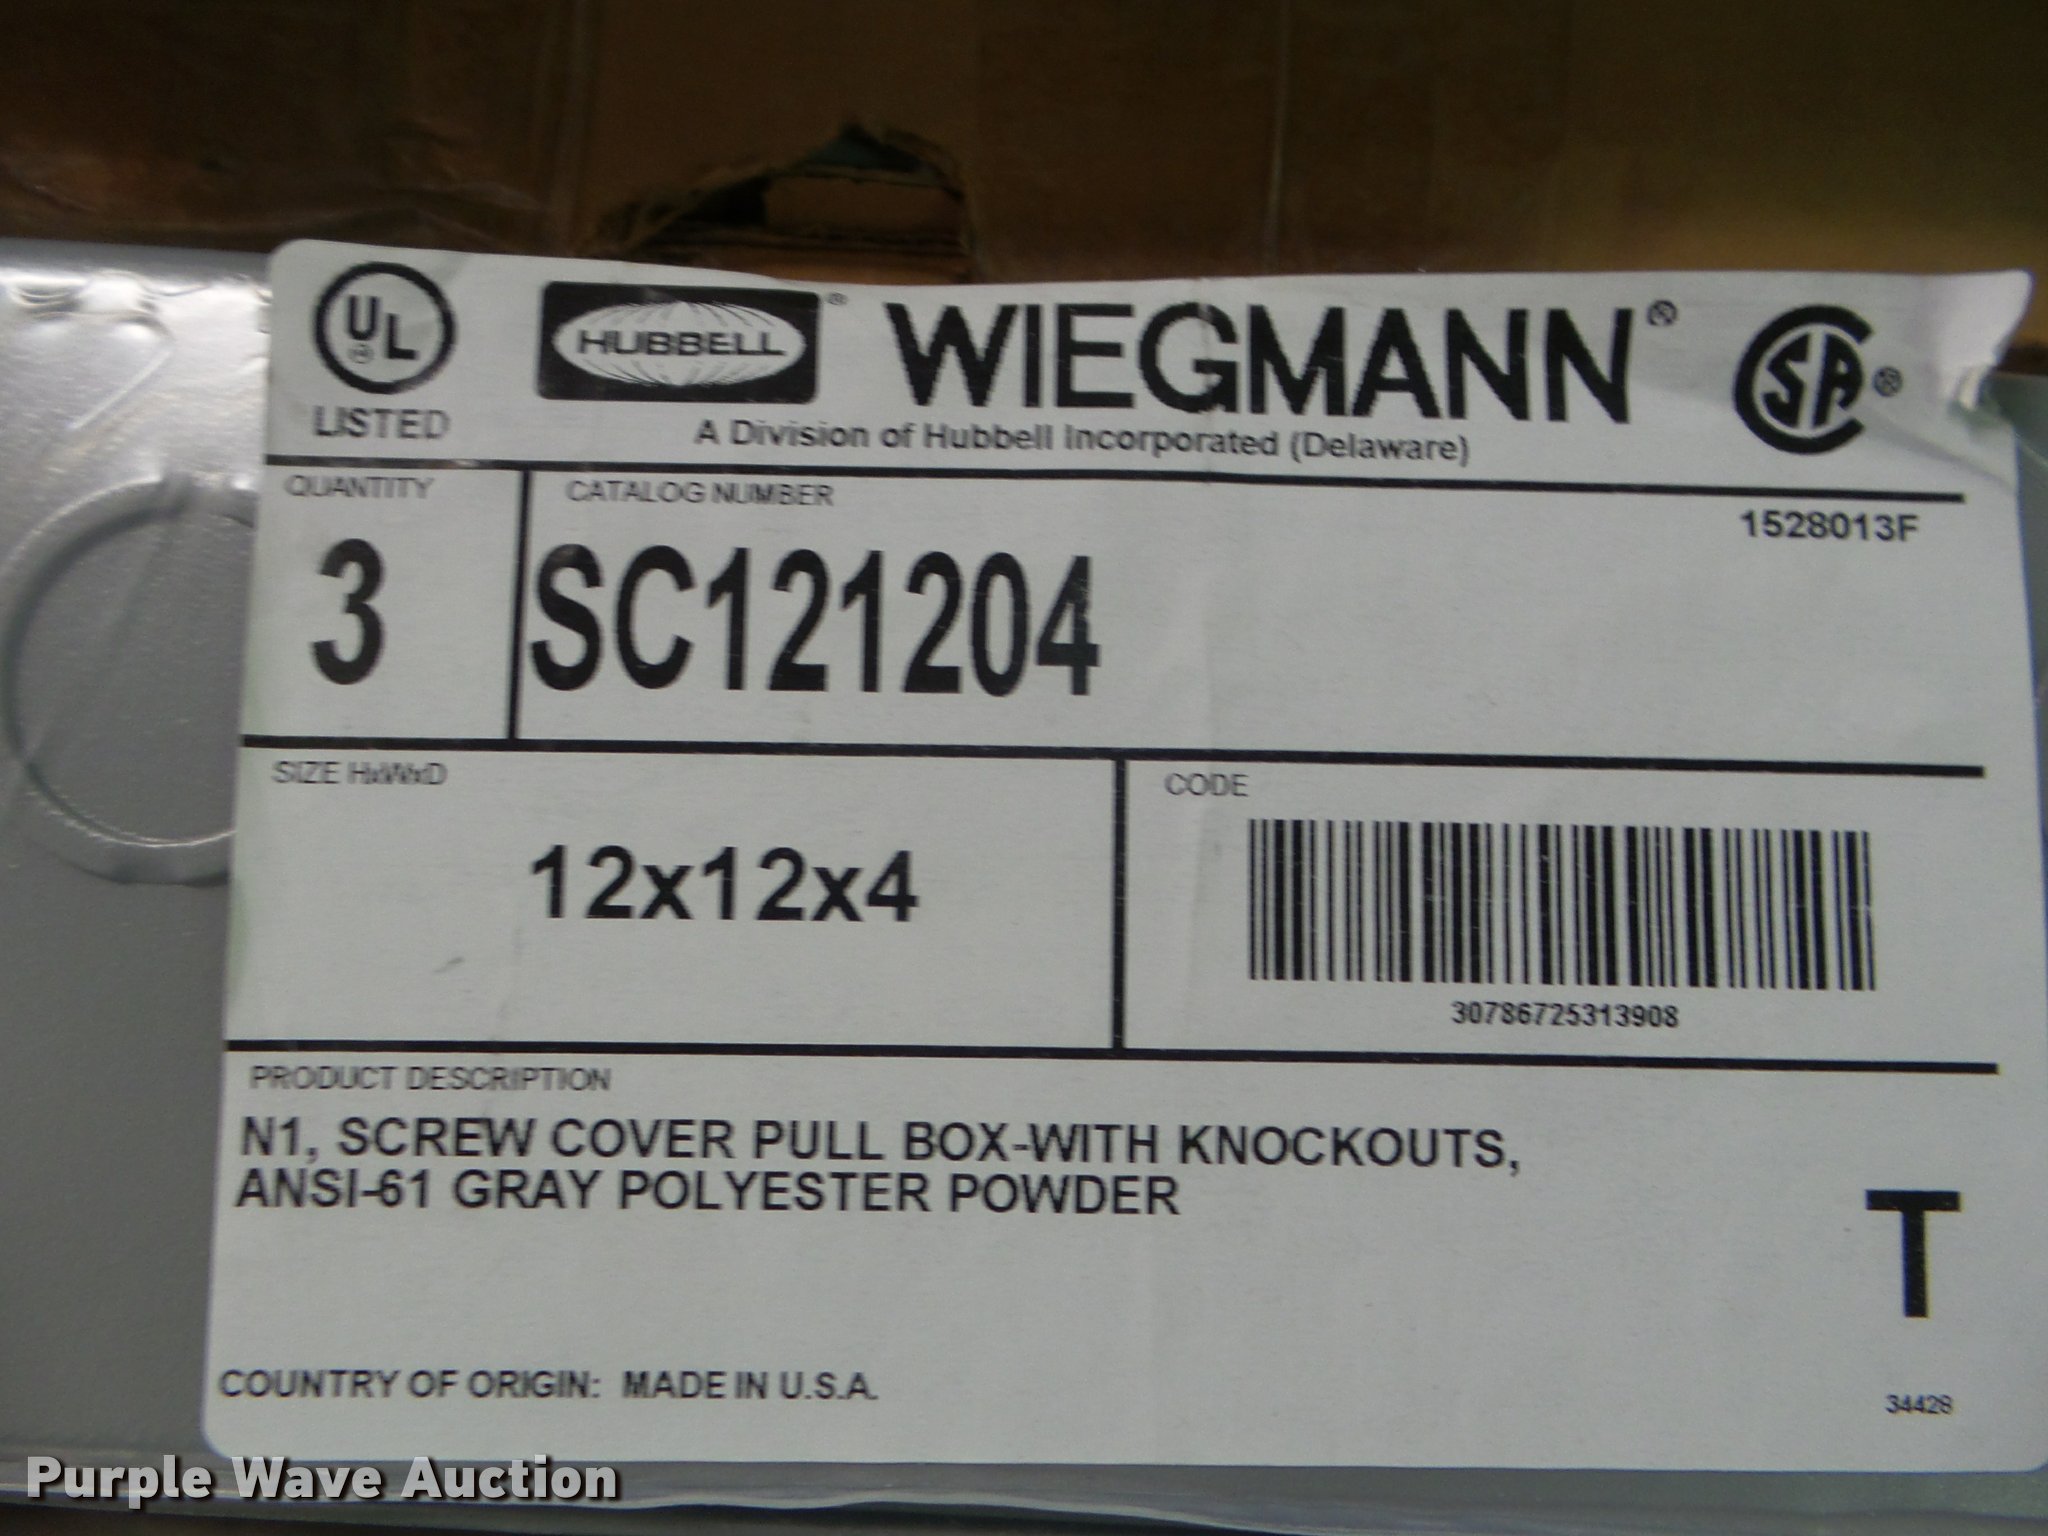 UL
LISTED
HUBBELL®
WIEGMANN®
A Division of Hubbell Incorporated (Delaware)
SA®
QUANTITY
3
CATALOG NUMBER
1528013F
SC121204
SIZE HxWxD
12x12x4
CODE
30786725313908
PRODUCT DESCRIPTION
N1, SCREW COVER PULL BOX-WITH KNOCKOUTS,
ANSI-61 GRAY POLYESTER POWDER
T
COUNTRY OF ORIGIN: MADE IN U.S.A.
34428
Purple Wave Auction